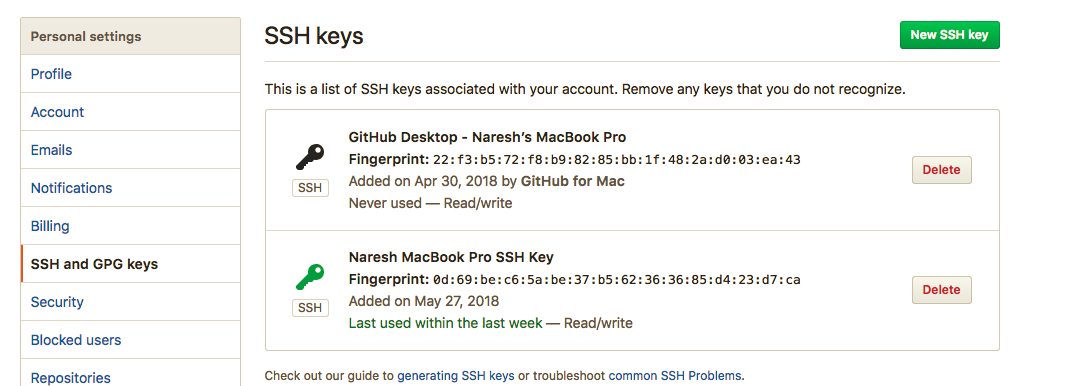 Personal settings
Profile
Account
Emails
Notifications
Billing
SSH and GPG keys
Security
Blocked users
Repositories
SSH keys
New SSH key
This is a list of SSH keys associated with your account. Remove any keys that you do not recognize.
SSH
GitHub Desktop - Naresh’s MacBook Pro
Fingerprint: 22:f3:b5:72:f8:b9:82:85:bb:1f:48:2a:d0:03:ea:43
Added on Apr 30, 2018 by GitHub for Mac
Never used — Read/write
Delete
SSH
Naresh MacBook Pro SSH Key
Fingerprint: 0d:69:be:c6:5a:be:37:b5:62:36:36:85:d4:23:d7:ca
Added on May 27, 2018
Last used within the last week — Read/write
Delete
Check out our guide to generating SSH keys or troubleshoot common SSH Problems.